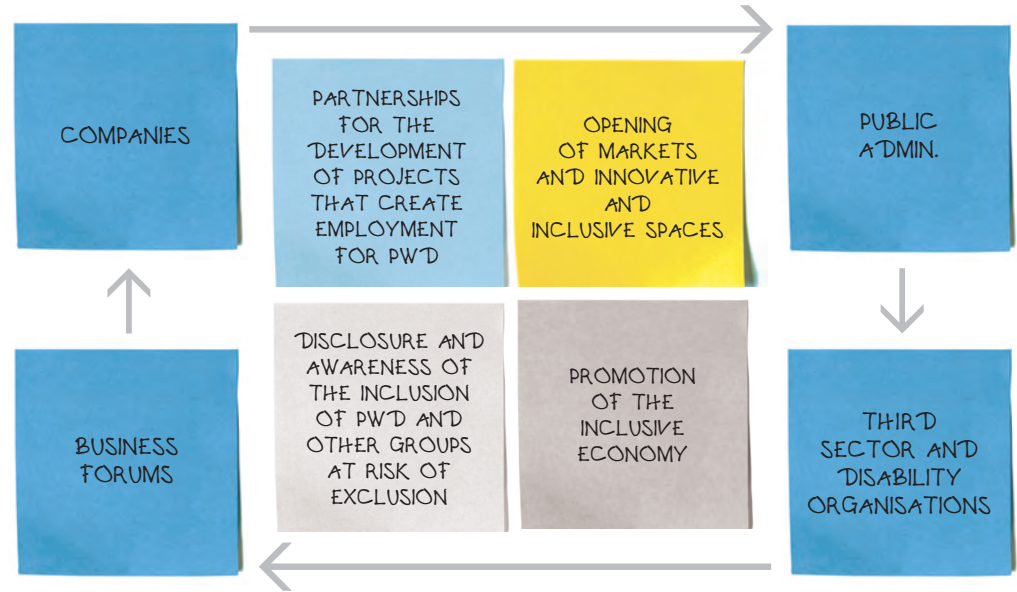 COMPANIES
PARTNERSHIPS
FOR THE
DEVELOPMENT
OF PROJECTS
THAT CREATE
EMPLOYMENT
FOR PWD
OPENING
OF MARKETS
AND INNOVATIVE
AND
INCLUSIVE SPACES
PUBLIC
ADMIN.
BUSINESS
FORUMS
DISCLOSURE AND
AWARENESS OF
THE INCLUSION
OF PWD AND
OTHER GROUPS
AT RISK OF
EXCLUSION
PROMOTION
OF THE
INCLUSIVE
ECONOMY
THIRD
SECTOR AND
DISABILITY
ORGANISATIONS